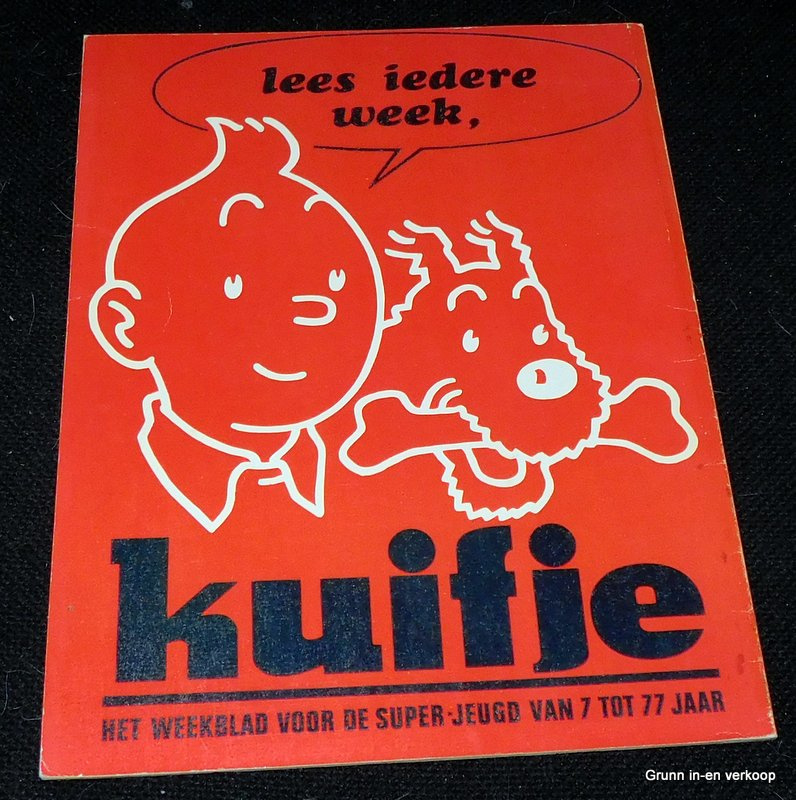 lees iedere
week,
kuifje
HET WEEKBLAD VOOR DE SUPER-JEUGD VAN 7 TOT 77 JAAR
Grunn in-en verkoop